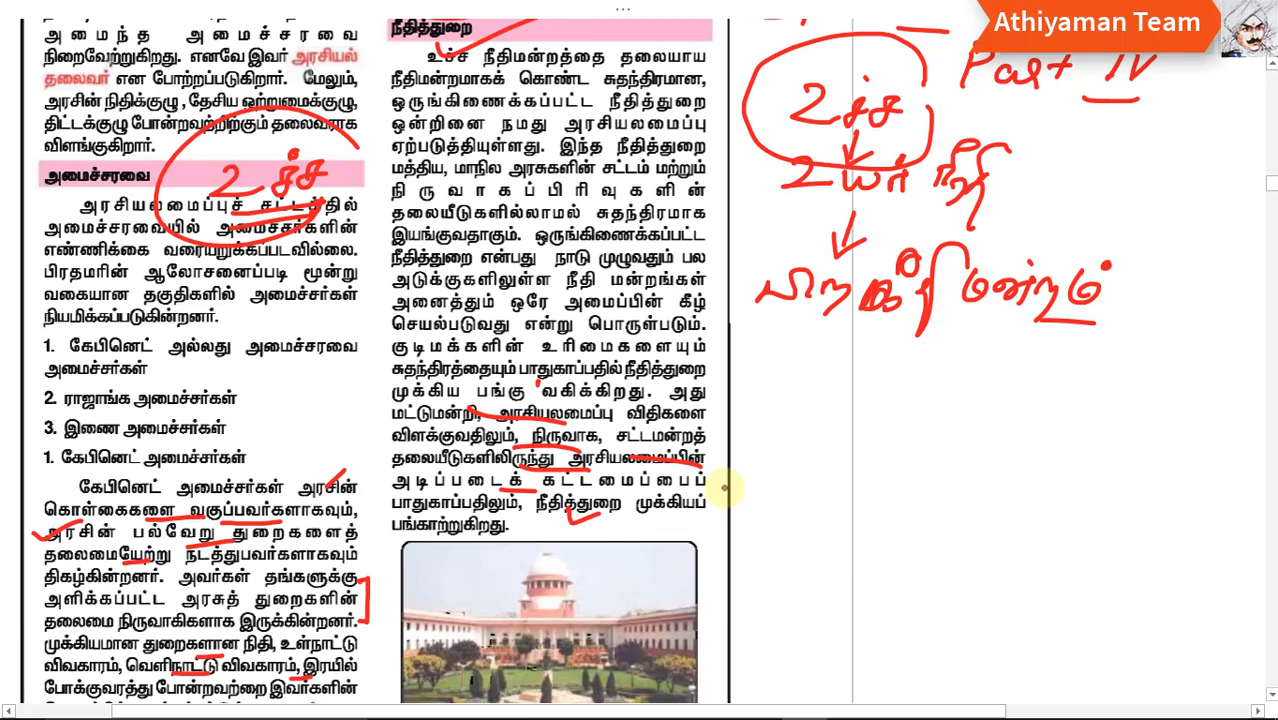 அமைந்த அமைச்சரவை
நிறைவேற்றுகிறது. எனவே இவர் அரசியல்
தலைவர் என போற்றப்படுகிறார். மேலும்,
அரசின் நிதிக்குழு , தேசிய ஒற்றுமைக்குழு,
திட்டக்குழு போன்றவற்றிற்கும் தலைவராக
விளங்குகிறார்.
அமைச்சரவை
அரசியலமைப்புச் சட்டத்தில்
அமைச்சரவையில் அமைச்சர்களின்
எண்ணிக்கை வரையறுக்கப்படவில்லை.
பிரதமரின் ஆலோசனைப்படி மூன்று
வகையான தகுதிகளில் அமைச்சர்கள்
நியமிக்கப்படுகின்றனர்.
1. கேபினெட் அல்லது அமைச்சரவை
அமைச்சர்கள்
2. ராஜாங்க அமைச்சர்கள்
3. இணை அமைச்சர்கள்
1. கேபினெட் அமைச்சர்கள்
கேபினெட் அமைச்சர்கள் அரசின்
கொள்கைகளை வகுப்பவர்களாகவும்,
அரசின் பல்வேறு துறைகளைத்
தலைமையேற்று நடத்துபவர்களாகவும்
திகழ்கின்றனர். அவர்கள் தங்களுக்கு
அளிக்கப்பட்ட அரசுத் துறைகளின்
தலைமை நிருவாகிகளாக இருக்கின்றனர்.
முக்கியமான துறைகளான நிதி, உள்நாட்டு
விவகாரம், வெளிநாட்டு விவகாரம், இரயில்
போக்குவரத்து போன்றவற்றை இவர்களின்
உச்ச
நீதித்துறை
உச்ச நீதிமன்றத்தை தலையாய
நீதிமன்றமாகக் கொண்ட சுதந்திரமான,
ஒருங்கிணைக்கப்பட்ட நீதித்துறை
ஒன்றினை நமது அரசியலமைப்பு
ஏற்படுத்தியுள்ளது. இந்த நீதித்துறை
மத்திய, மாநில அரசுகளின் சட்டம் மற்றும்
நிருவாகப்பிரிவுகளின்
தலையீடுகளில்லாமல் சுதந்திரமாக
இயங்குவதாகும். ஒருங்கிணைக்கப்பட்ட
நீதித்துறை என்பது நாடு முழுவதும் பல
அடுக்குகளிலுள்ள நீதி மன்றங்கள்
அனைத்தும் ஒரே அமைப்பின் கீழ்
செயல்படுவது என்று பொருள்படும்.
குடிமக்களின் உரிமைகளையும்
சுதந்திரத்தையும் பாதுகாப்பதில் நீதித்துறை
முக்கிய பங்கு வகிக்கிறது. அது
மட்டுமன்றி, அரசியலமைப்பு விதிகளை
விளக்குவதிலும், நிருவாக, சட்டமன்றத்
தலையீடுகளிலிருந்து அரசியலமைப்பின்
அடிப்படைக் கட்டமைப்பைப்
பாதுகாப்பதிலும், நீதித்துறை முக்கியப்
பங்காற்றுகிறது.
Athiyaman Team
Part IV
உச்ச
உயர் நீதி
மன்றம்